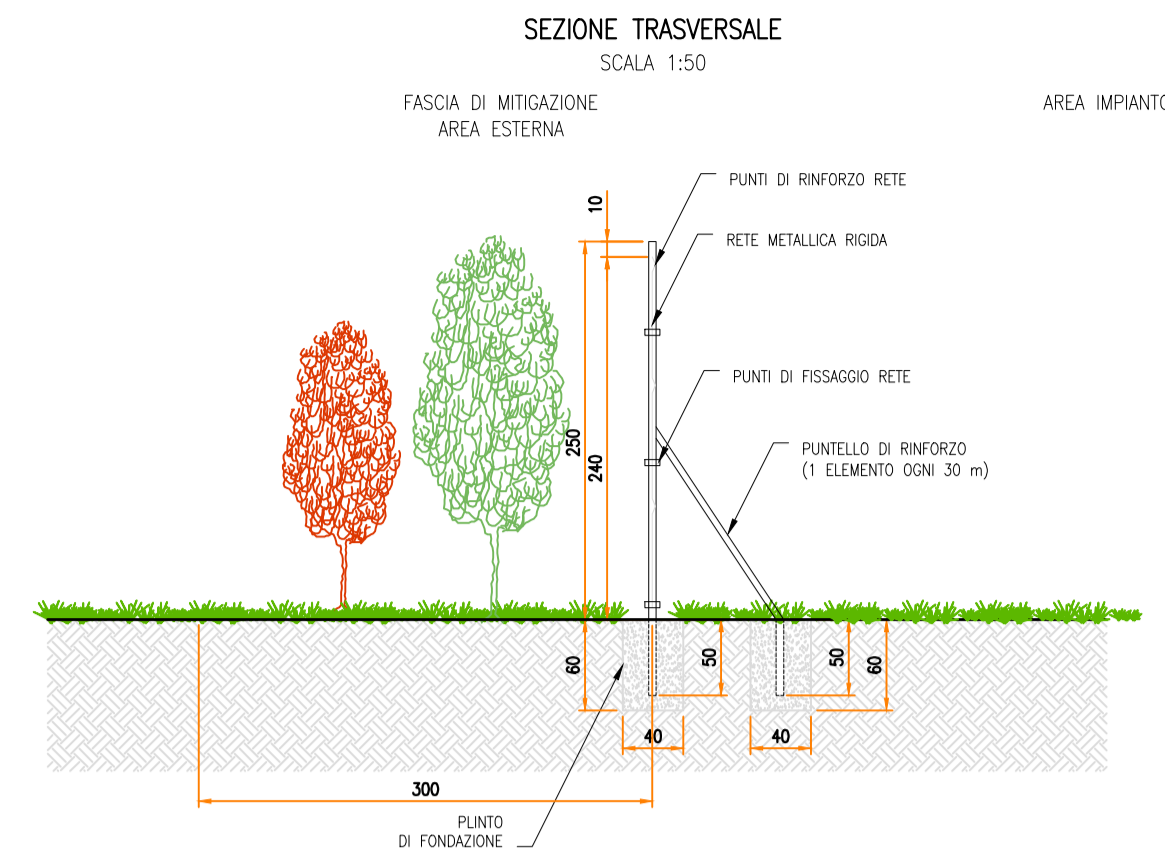 SEZIONE TRASVERSALE
SCALA 1:50
FASCIA DI MITIGAZIONE
AREA ESTERNA
AREA IMPIANTO
PUNTI DI RINFORZO RETE
10
RETE METALLICA RIGIDA
PUNTI DI FISSAGGIO RETE
250
240
PUNTELLO DI RINFORZO
(1 ELEMENTO OGNI 30 m)
60
50
50
60
40
40
300
PLINTO
DI FONDAZIONE